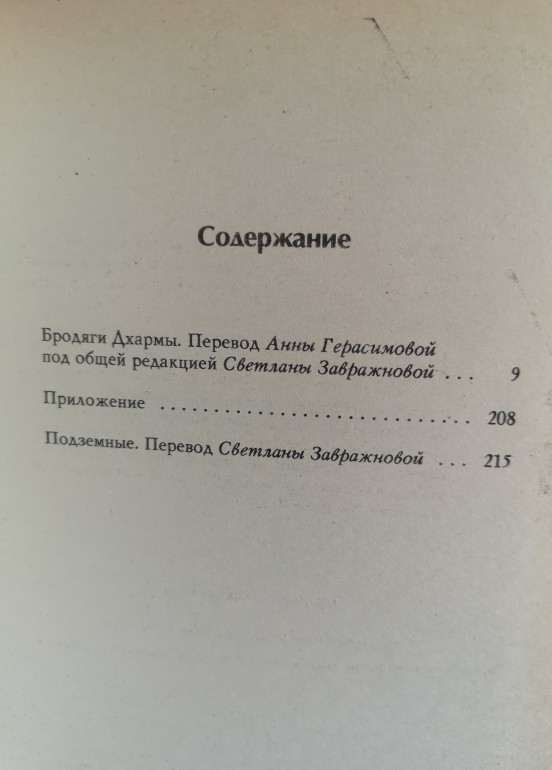 Содержание
Бродяги Дхармы. Перевод Анны Герасимовой
под общей редакцией Светланы Завражновой . . . 9
Приложение . . . . . . . . . . . . . . . . . . . . . . . . . . . . 208
Подземные. Перевод Светланы Завражновой . . . 215